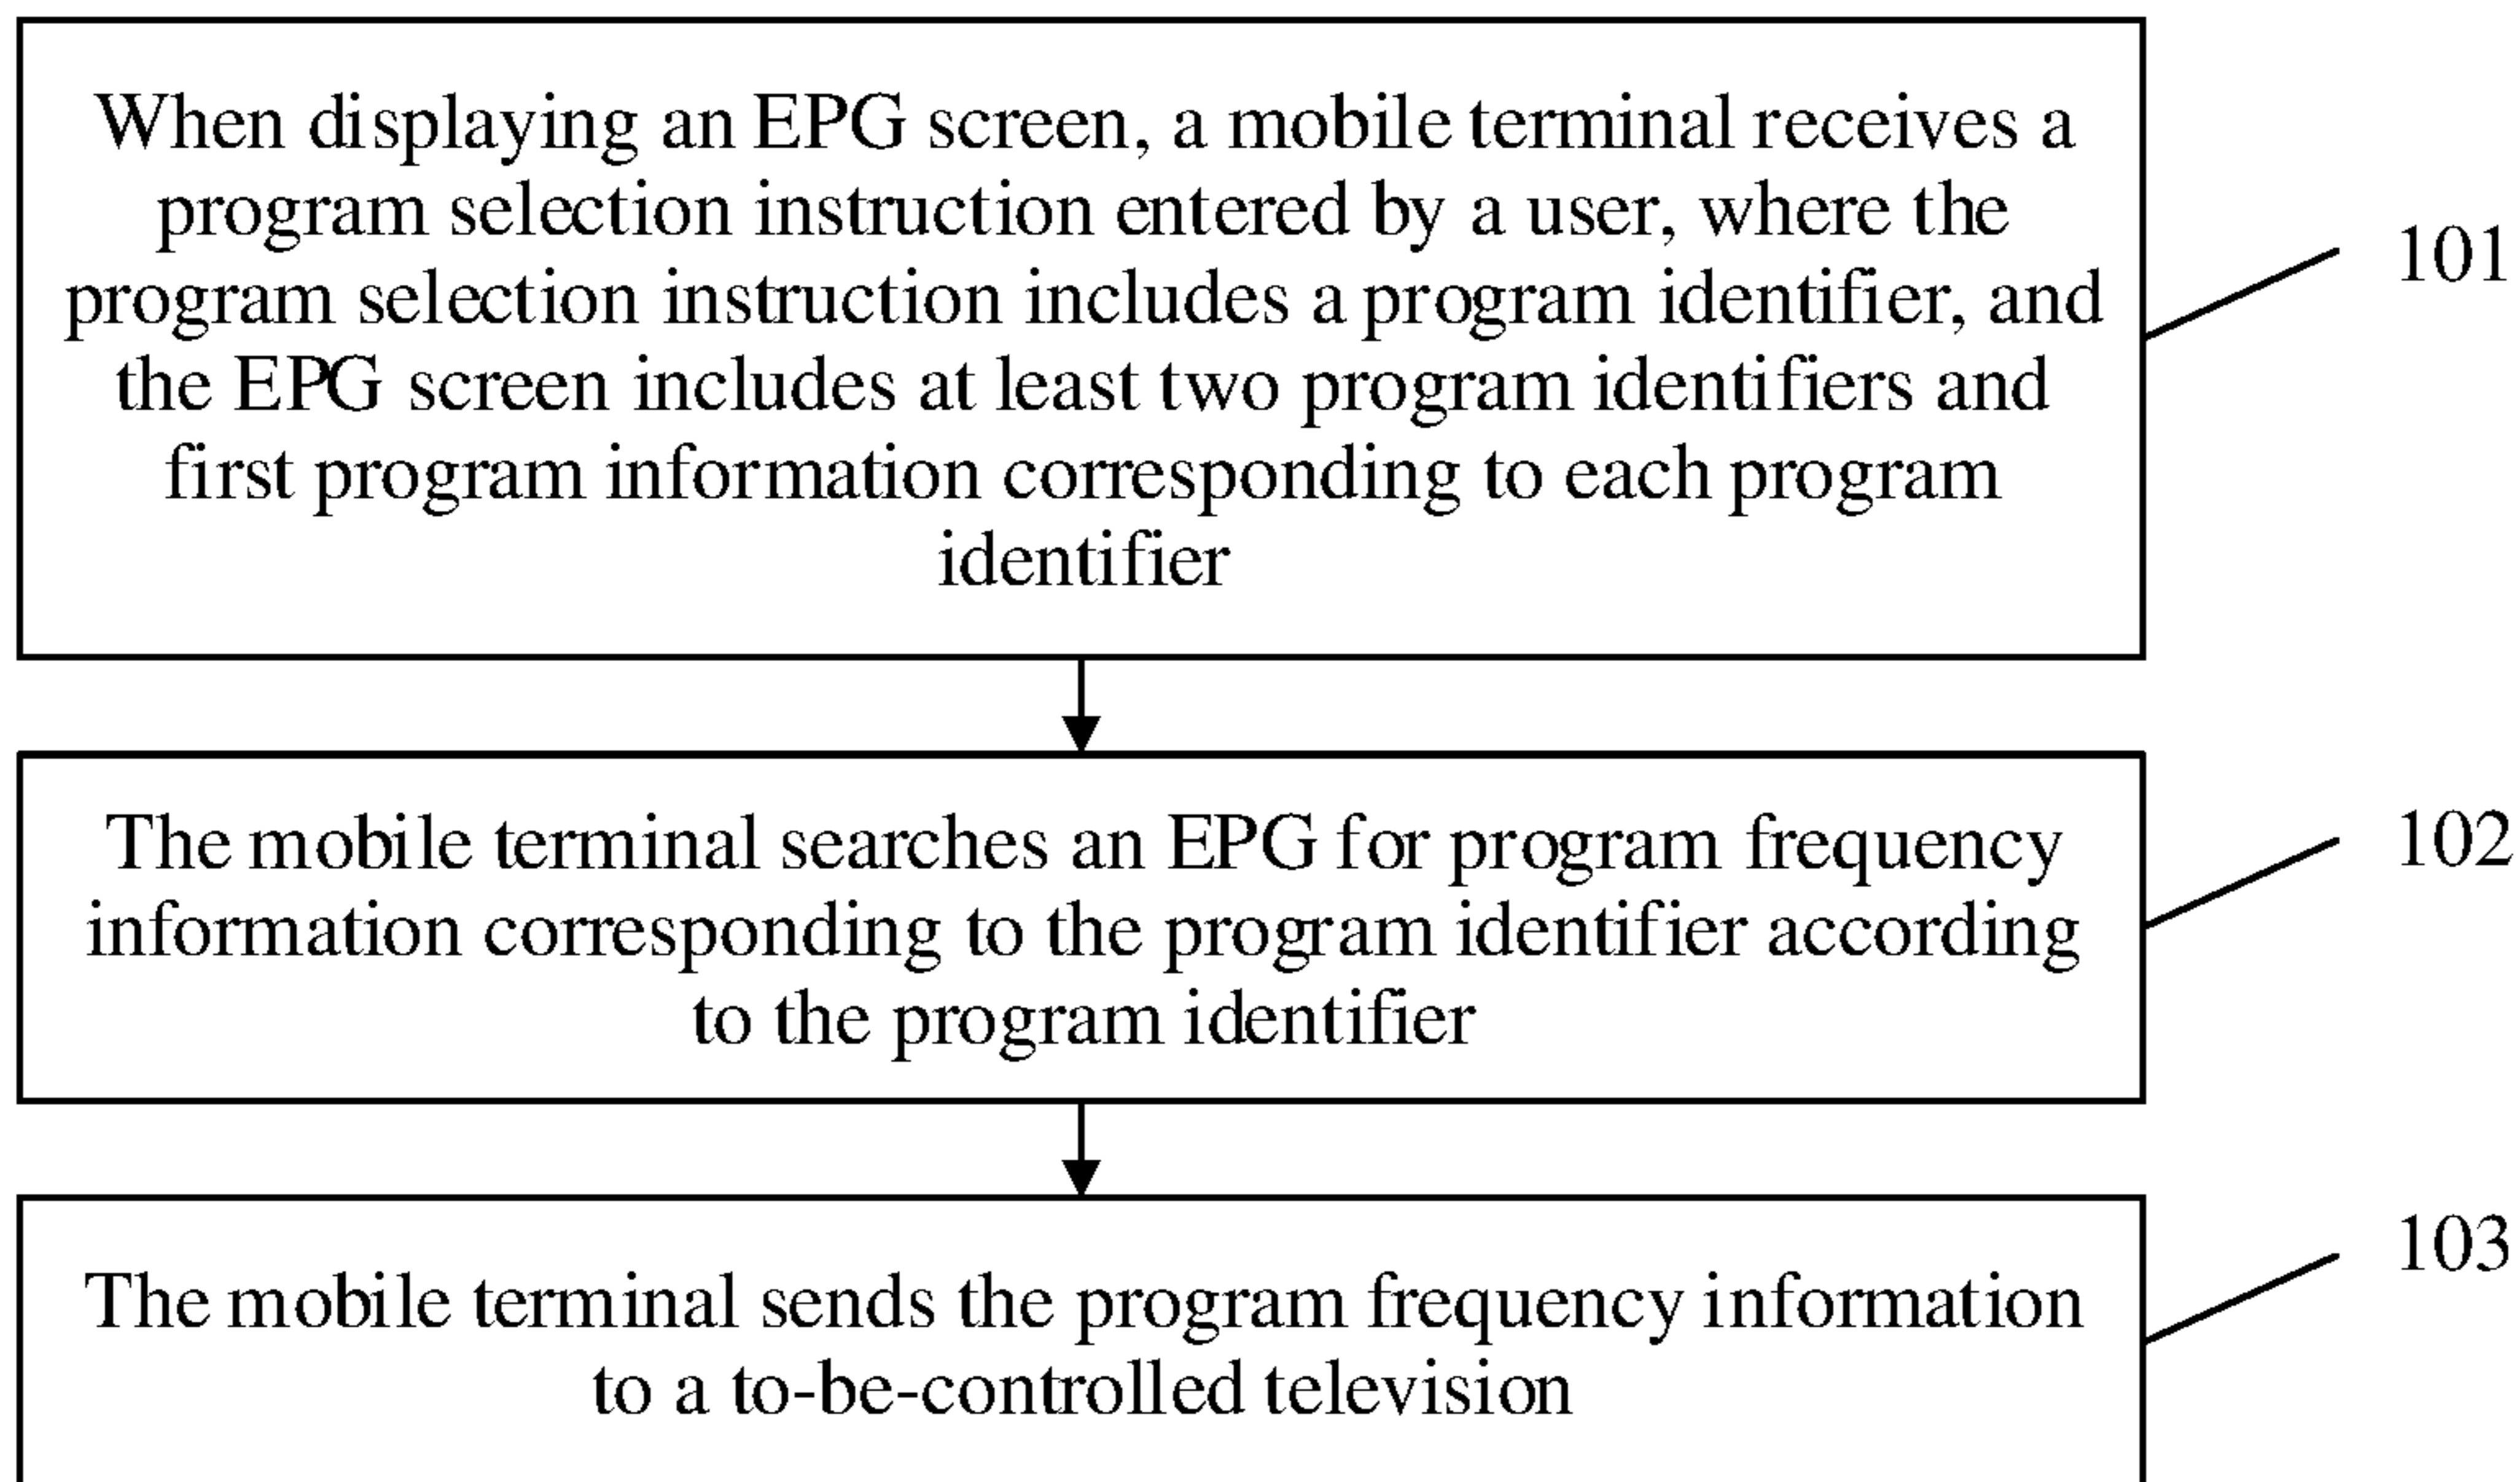 When displaying an EPG screen, a mobile terminal receives a
program selection instruction entered by a user, where the
program selection instruction includes a program identifier, and
the EPG screen includes at least two program identifiers and
first program information corresponding to each program
identifier
101
The mobile terminal searches an EPG for program frequency
information corresponding to the program identifier according
to the program identifier
102
The mobile terminal sends the program frequency information
to a to-be-controlled television
103